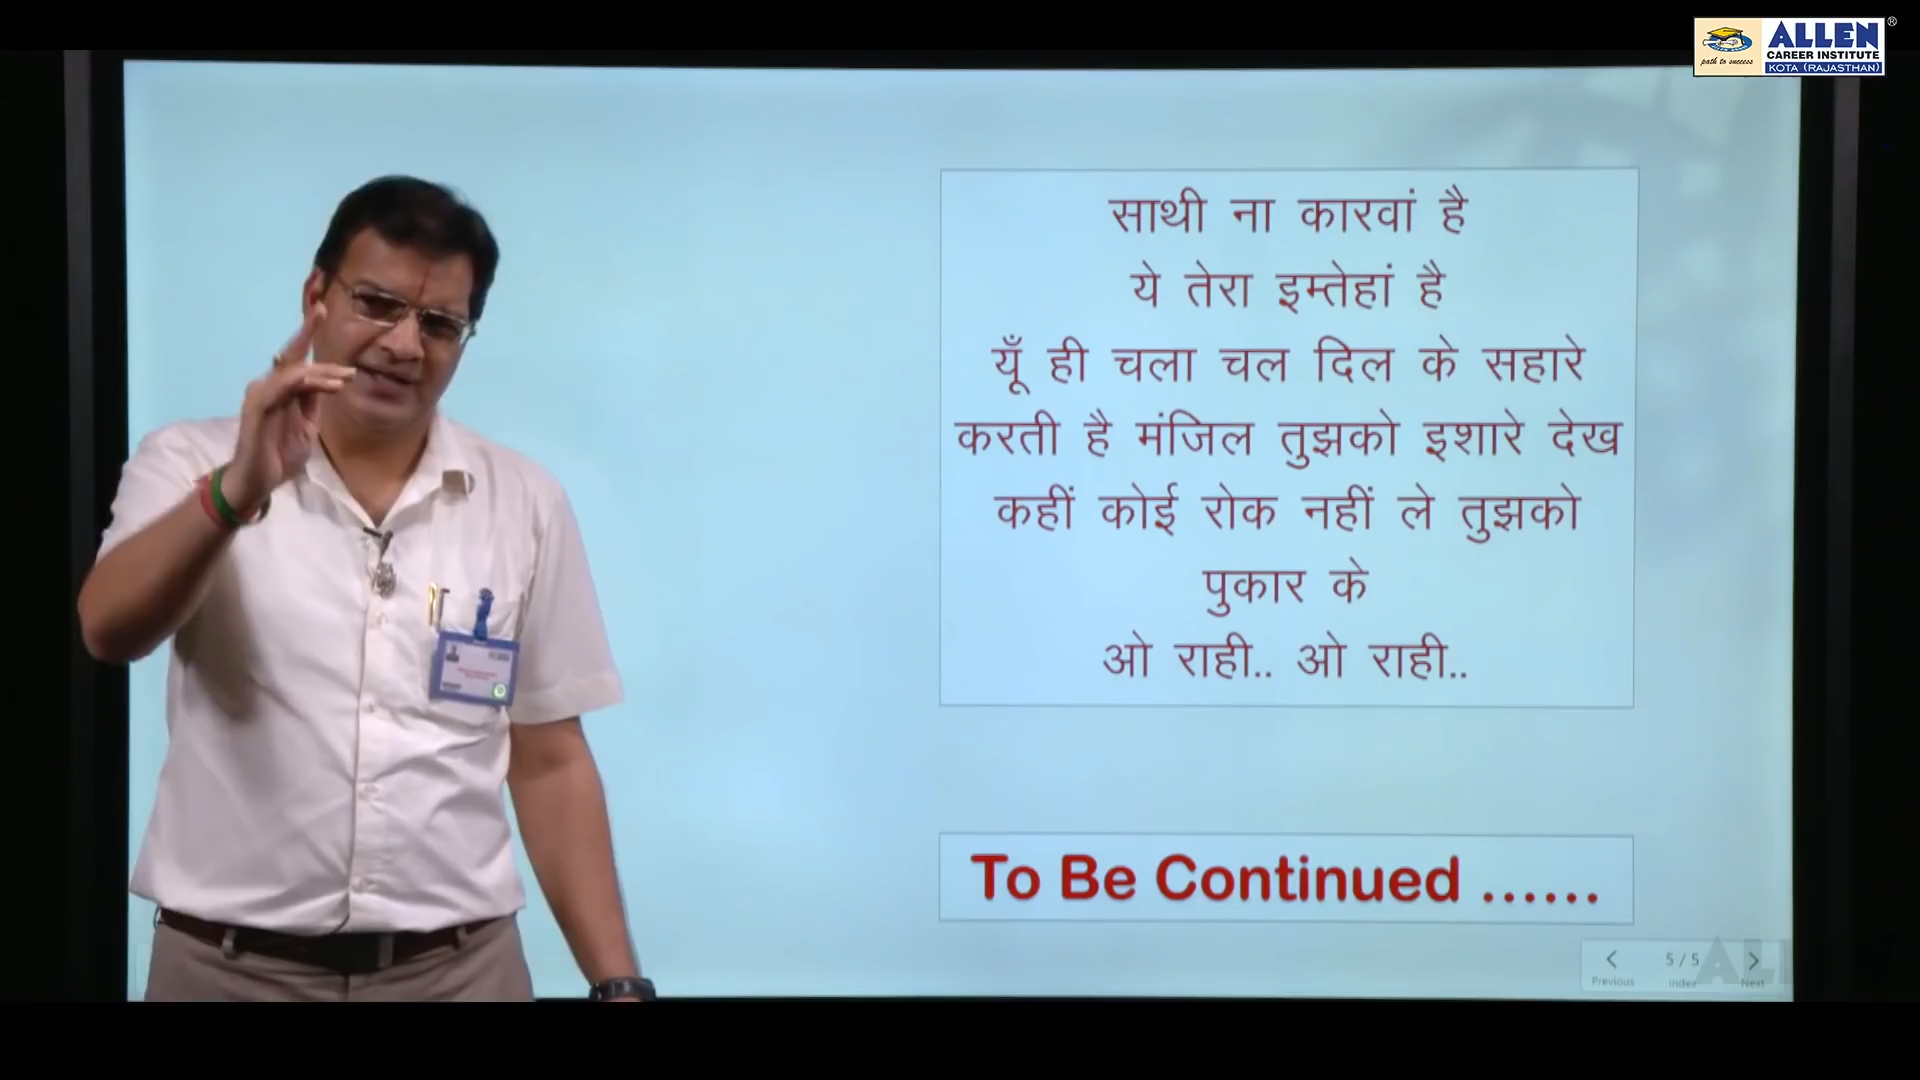 ALLEN®
CAREER INSTITUTE
path to success
KOTA (RAJASTHAN)
साथी ना कारवां है
ये तेरा इम्तेहां है
यूँ ही चला चल दिल के सहारे
करती है मंजिल तुझको इशारे देख
कहीं कोई रोक नहीं ले तुझको
पुकार के
ओ राही.. ओ राही..
To Be Continued ......
5 / 5
Previous index Next